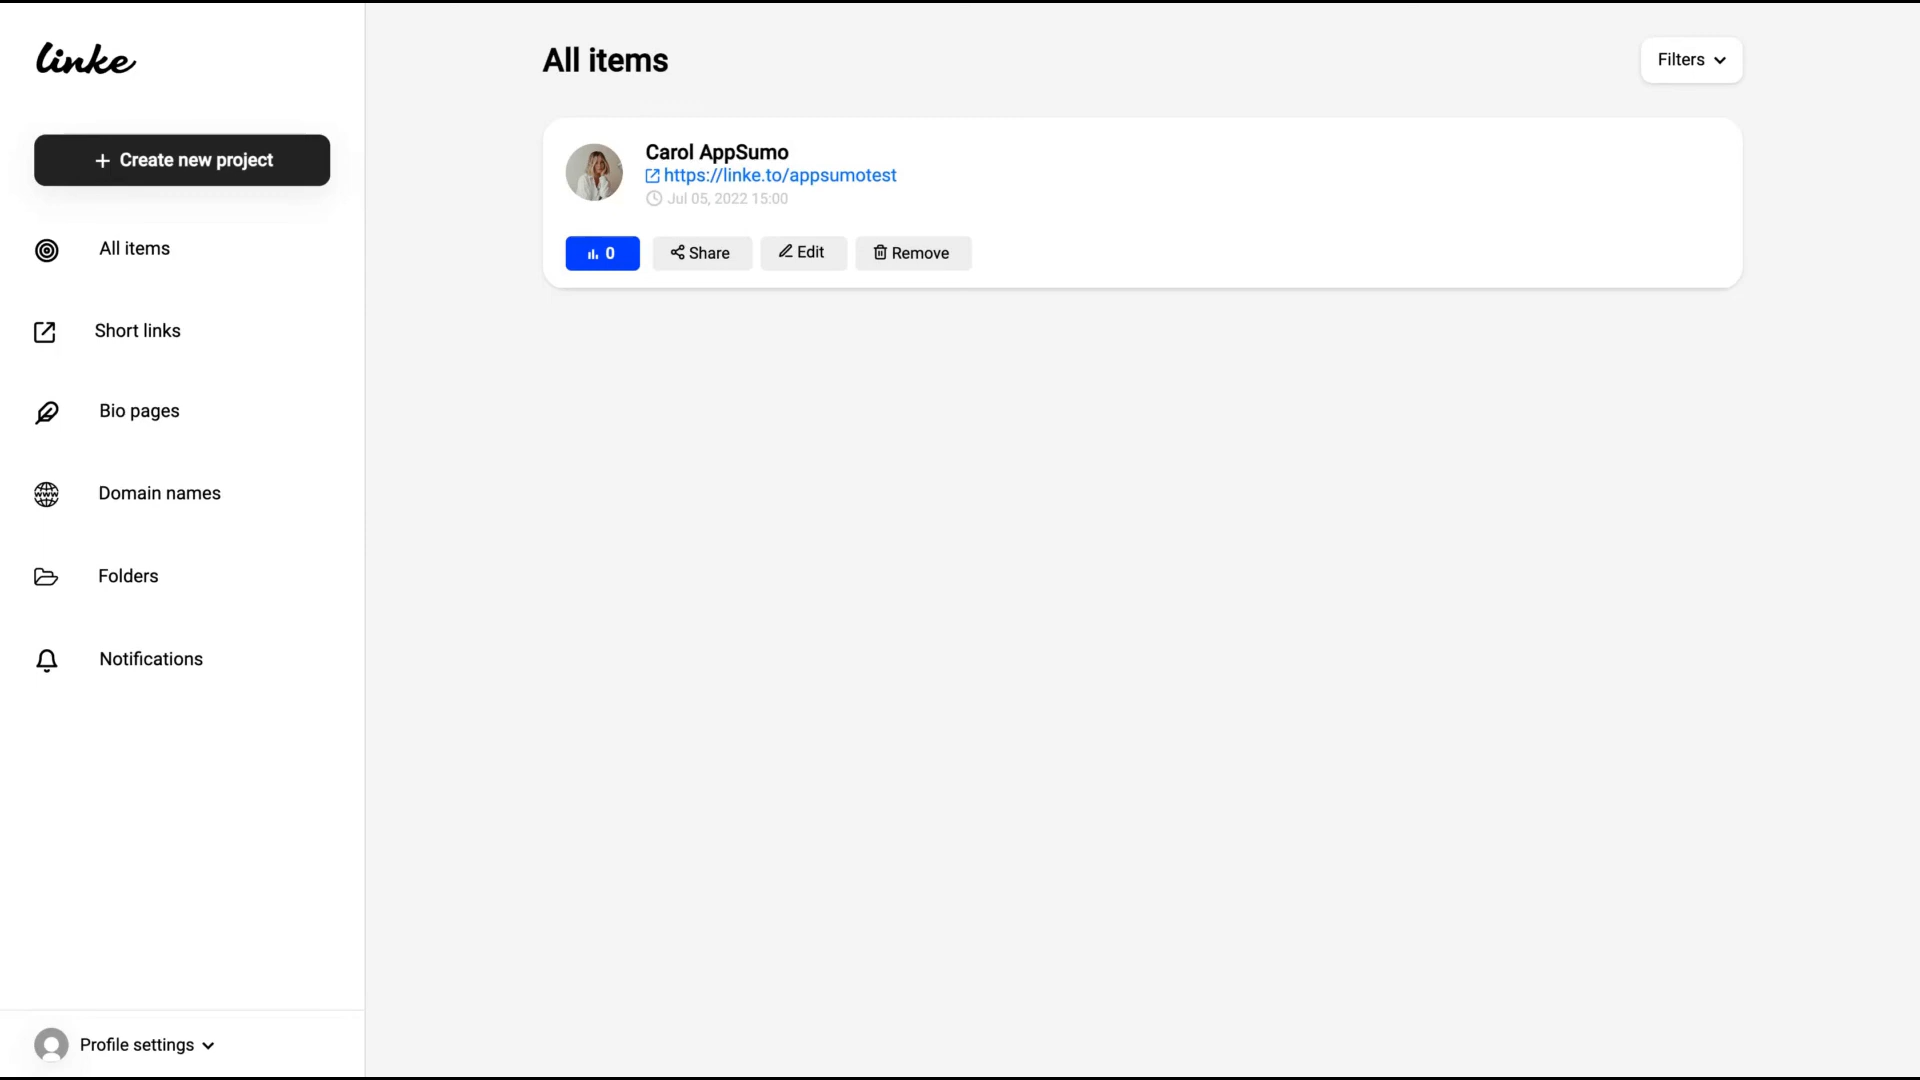 linke
Create new project
All items
Short links
Bio pages
Domain names
Folders
Notifications
Profile settings
All items
Filters
Carol AppSumo
https://linke.to/appsumotest
Jul 05, 2022 15:00
0 Share Edit Remove